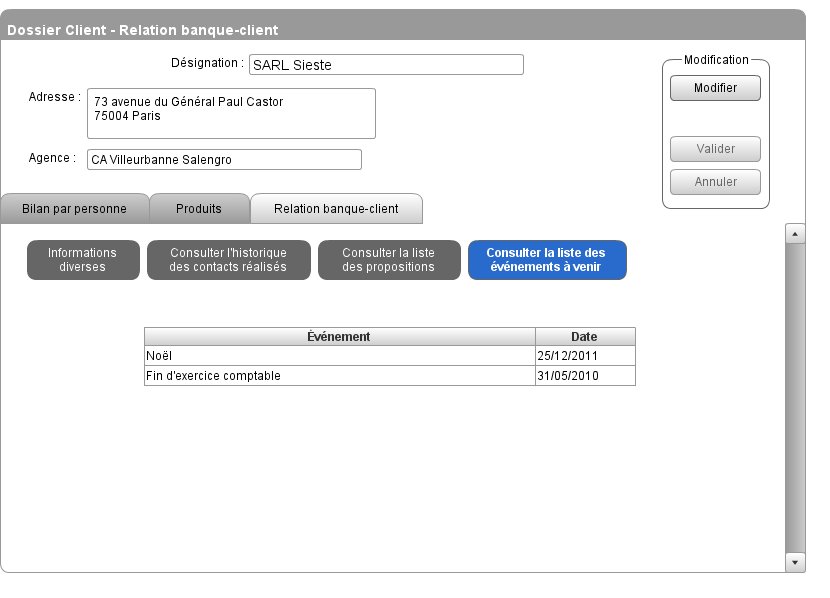 Dossier Client - Relation banque-client
Désignation : SARL Sieste
Modification
Modifier
Adresse : 73 avenue du Général Paul Castor
75004 Paris
Valider
Agence : CA Villeurbanne Salengro
Annuler
Bilan par personne Produits Relation banque-client
Informations
diverses
Consulter l'historique
des contacts réalisés
Consulter la liste
des propositions
Consulter la liste des
événements à venir
Événement Date
Noël 25/12/2011
Fin d'exercice comptable 31/05/2010